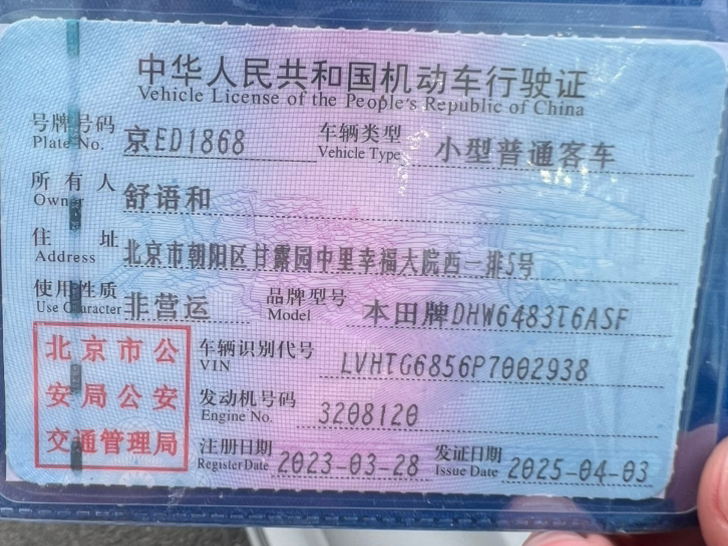 中华人民共和国机动车行驶证
Vehicle License of the People's Republic of China
号牌号码 京ED1868 车辆类型 小型普通客车
Plate No. Vehicle Type
所有人 舒语和
Owner
住址 北京市朝阳区甘露园中里幸福大院西一排5号
Address
使用性质 非营运 品牌型号 本田牌DHW6483T6ASF
Use Character Model
北京市公 车辆识别代号 LVHTG6856P7002938
VIN
安局公安 发动机号码 3208120
Engine No.
交通管理局 注册日期 2023-03-28 发证日期 2025-04-03
Register Date Issue Date